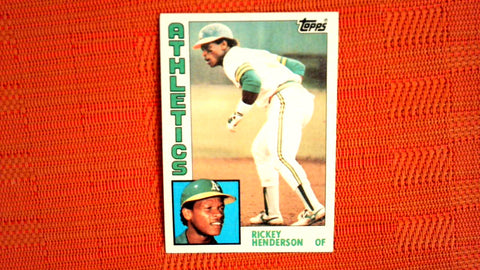 Topps
ATHLETICS
A's
RICKEY
HENDERSON OF